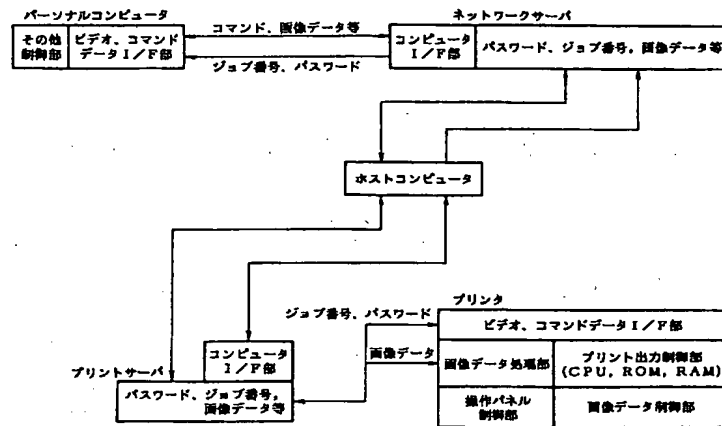 パーソナルコンピュータ
その他
制御部
ビデオ、コマンド
データI/F部
コマンド、画像データ等
ジョブ番号、パスワード
ネットワークサーバ
コンピュータ
I/F部
パスワード、ジョブ番号,画像データ等
ホストコンピュータ
コンピュータ
I/F部
プリントサーバ
パスワード、ジョブ番号,
画像データ等
ジョブ番号、パスワード
画像データ
プリンタ
ビデオ、コマンドデータI/F部
画像データ処理部
プリント出力制御部
(CPU, ROM, RAM)
操作パネル
制御部
画像データ制御部